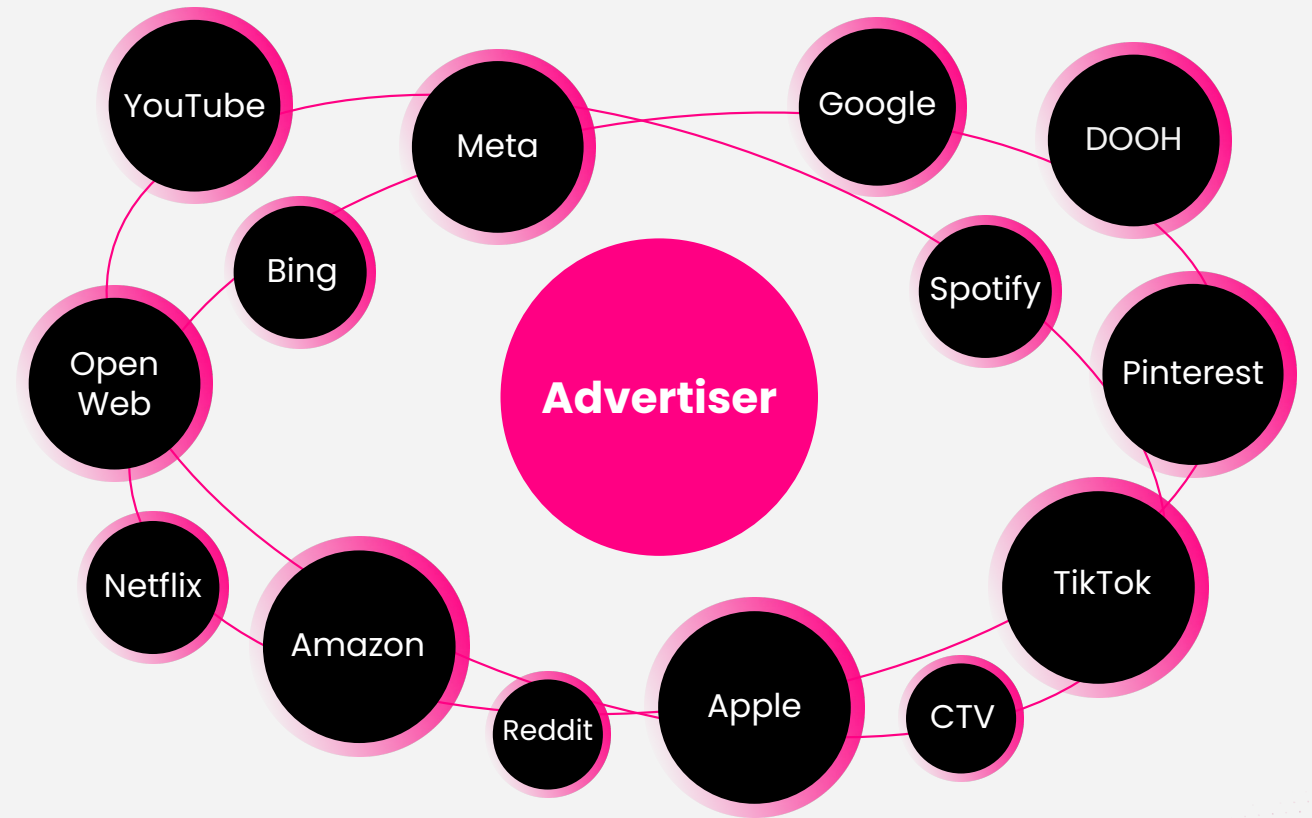 YouTube
Meta
Google
DOOH
Bing
Spotify
Open
Web
Pinterest
Advertiser
Netflix
TikTok
Amazon
Reddit
Apple
CTV